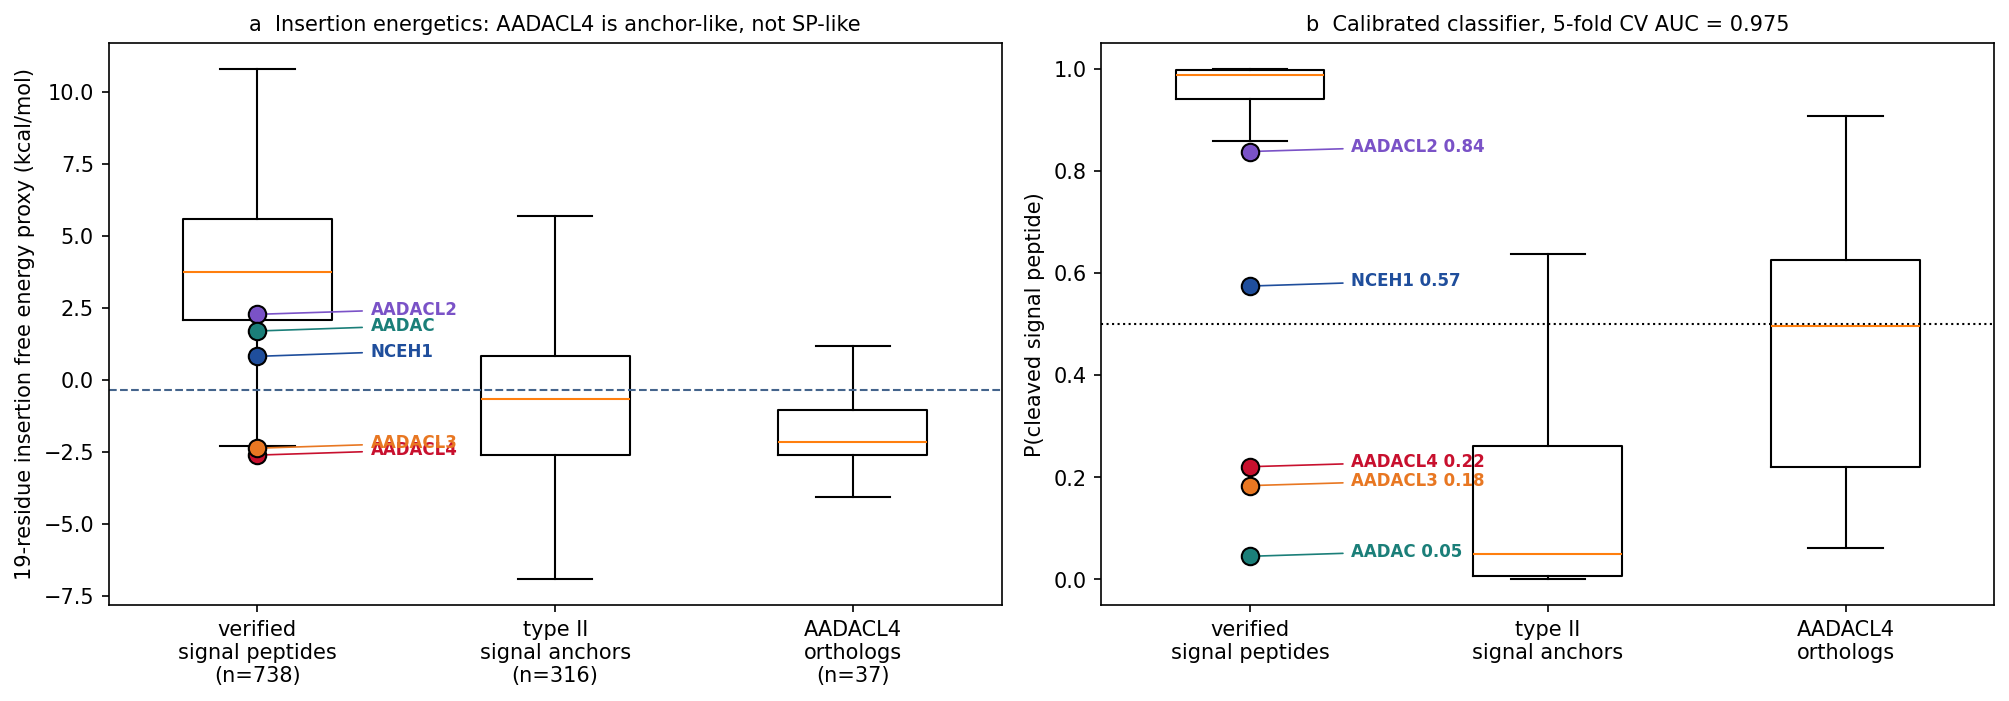 a  Insertion energetics: AADACL4 is anchor-like, not SP-like
19-residue insertion free energy proxy (kcal/mol)
10.0
7.5
5.0
2.5
0.0
−2.5
−5.0
−7.5
AADACL2
AADAC
NCEH1
AADACL3
AADACL4
verified
signal peptides
(n=738)
type II
signal anchors
(n=316)
AADACL4
orthologs
(n=37)
b  Calibrated classifier, 5-fold CV AUC = 0.975
P(cleaved signal peptide)
1.0
0.8
0.6
0.4
0.2
0.0
AADACL2 0.84
NCEH1 0.57
AADACL4 0.22
AADACL3 0.18
AADAC 0.05
verified
signal peptides
type II
signal anchors
AADACL4
orthologs